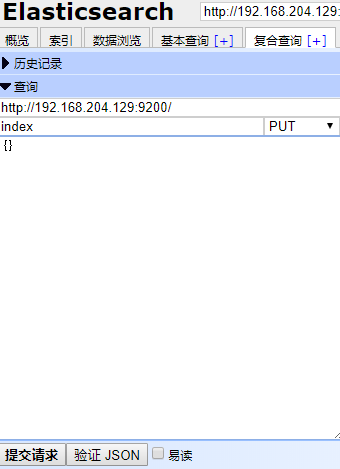 Elasticsearch http://192.168.204.129:
概览 索引 数据浏览 基本查询 [+] 复合查询 [+]
历史记录
查询
http://192.168.204.129:9200/
index PUT
{}
提交请求 验证 JSON 易读